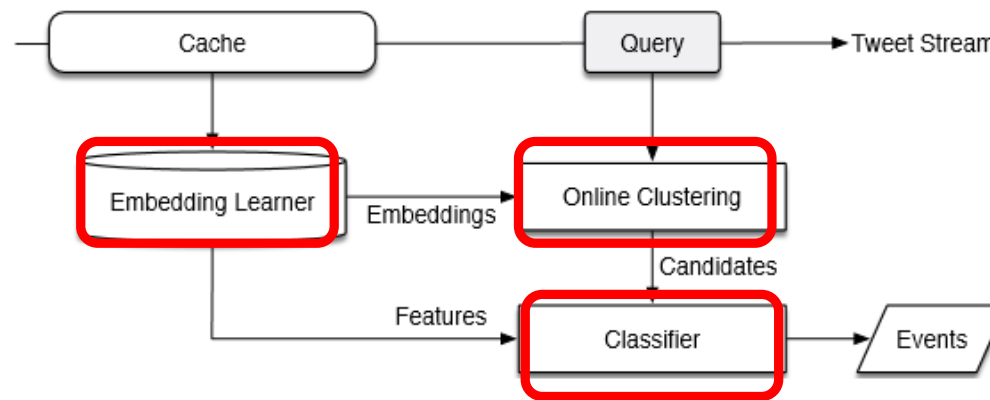 Cache
Query
Tweet Stream
Embedding Learner
Embeddings
Online Clustering
Candidates
Features
Classifier
Events